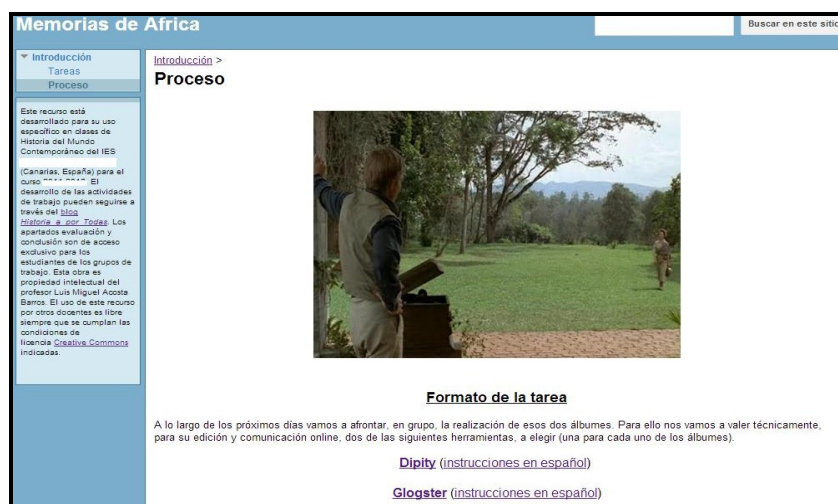 Memorias de Africa
Buscar en este sitio
Introducción
Tareas
Proceso
Este recurso está
desarrollado para su uso
específico en clases de
Historia del Mundo
Contemporáneo del IES
(Canarias, España) para el
curso El
desarrollo de las actividades
de trabajo pueden seguirse a
través del blog
Historia a por Todas. Los
apartados evaluación y
conclusión son de acceso
exclusivo para los
estudiantes de los grupos de
trabajo. Esta obra es
propiedad intelectual del
profesor Luis Miguel Acosta
Barros. El uso de este recurso
por otros docentes es libre
siempre que se cumplan las
condiciones de
licencia Creative Commons
indicadas.
Introducción >
Proceso
Formato de la tarea
A lo largo de los próximos días vamos a afrontar, en grupo, la realización de esos dos álbumes. Para ello nos vamos a valer técnicamente,
para su edición y comunicación online, dos de las siguientes herramientas, a elegir (una para cada uno de los álbumes).
Dipity (instrucciones en español)
Glogster (instrucciones en español)